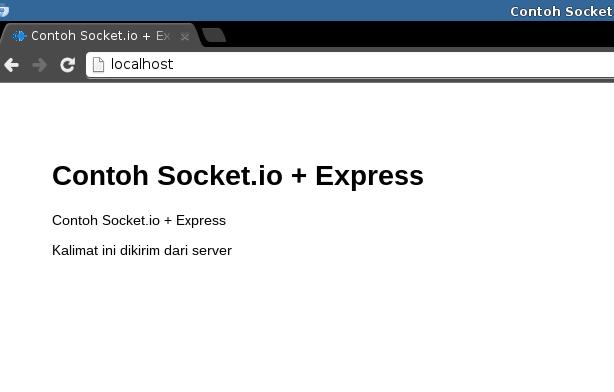 Contoh Socket
Contoh Socket.io + Ex
localhost
Contoh Socket.io + Express
Contoh Socket.io + Express
Kalimat ini dikirim dari server